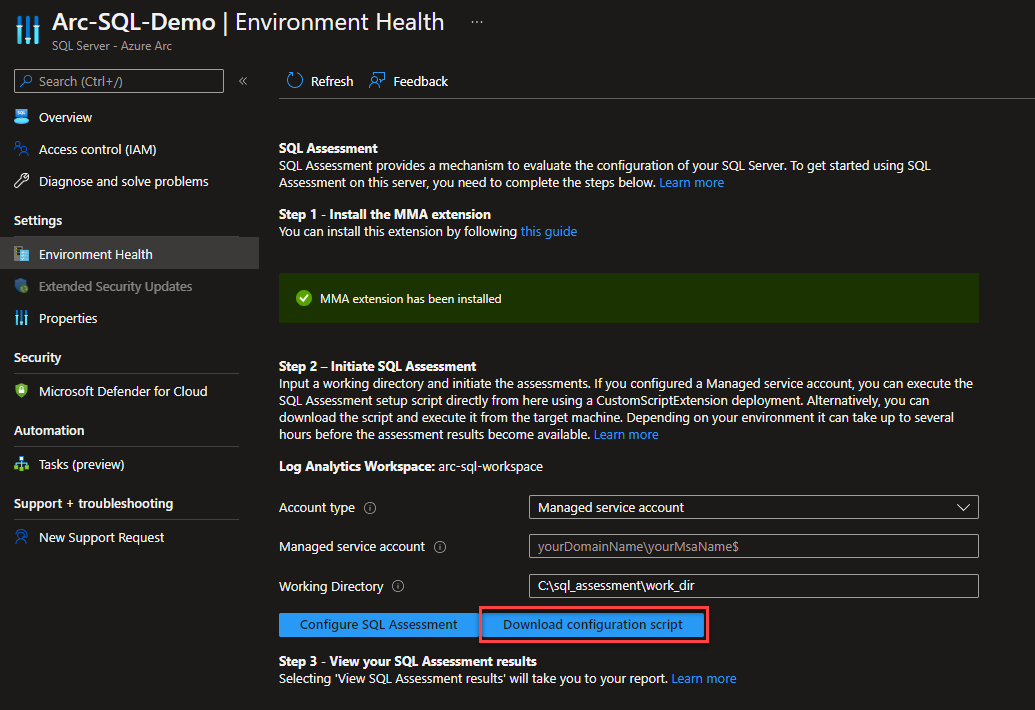 Arc-SQL-Demo | Environment Health ...
SQL Server - Azure Arc
Search (Ctrl+/)
«
Overview
Access control (IAM)
Diagnose and solve problems
Settings
Environment Health
Extended Security Updates
Properties
Security
Microsoft Defender for Cloud
Automation
Tasks (preview)
Support + troubleshooting
New Support Request
Refresh
Feedback
SQL Assessment
SQL Assessment provides a mechanism to evaluate the configuration of your SQL Server. To get started using SQL
Assessment on this server, you need to complete the steps below. Learn more
Step 1 - Install the MMA extension
You can install this extension by following this guide
MMA extension has been installed
Step 2 – Initiate SQL Assessment
Input a working directory and initiate the assessments. If you configured a Managed service account, you can execute the
SQL Assessment setup script directly from here using a CustomScriptExtension deployment. Alternatively, you can
download the script and execute it from the target machine. Depending on your environment it can take up to several
hours before the assessment results become available. Learn more
Log Analytics Workspace: arc-sql-workspace
Account type
Managed service account
Managed service account
yourDomainName\yourMsaName$
Working Directory
C:\sql_assessment\work_dir
Configure SQL Assessment
Download configuration script
Step 3 - View your SQL Assessment results
Selecting 'View SQL Assessment results' will take you to your report. Learn more